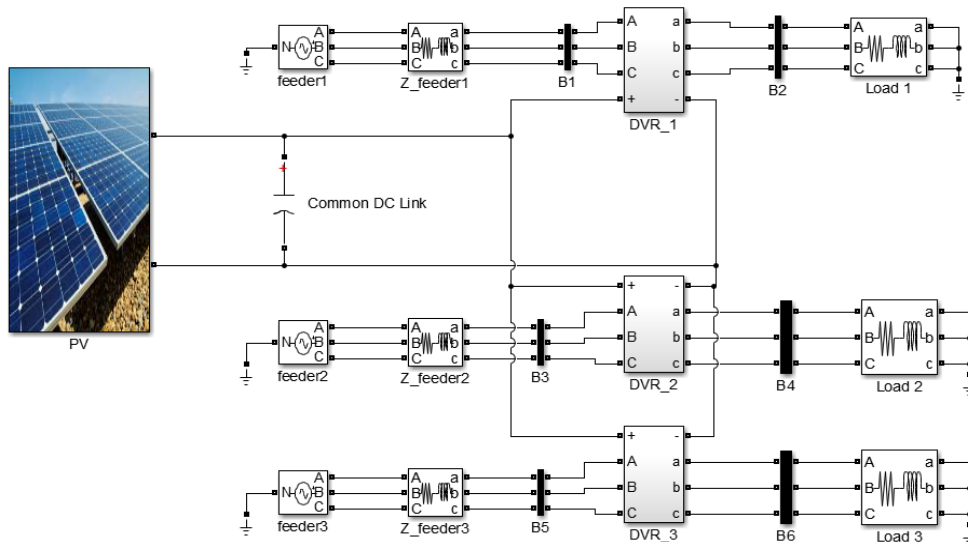 N A B C
feeder1
A B C a b c
Z_feeder1
B1
A B C + a b c -
DVR_1
B2
A B C a b c
Load 1
PV
+
Common DC Link
N A B C
feeder2
A B C a b c
Z_feeder2
B3
+ A B C - a b c
DVR_2
B4
A B C a b c
Load 2
N A B C
feeder3
A B C a b c
Z_feeder3
B5
+ A B C - a b c
DVR_3
B6
A B C a b c
Load 3